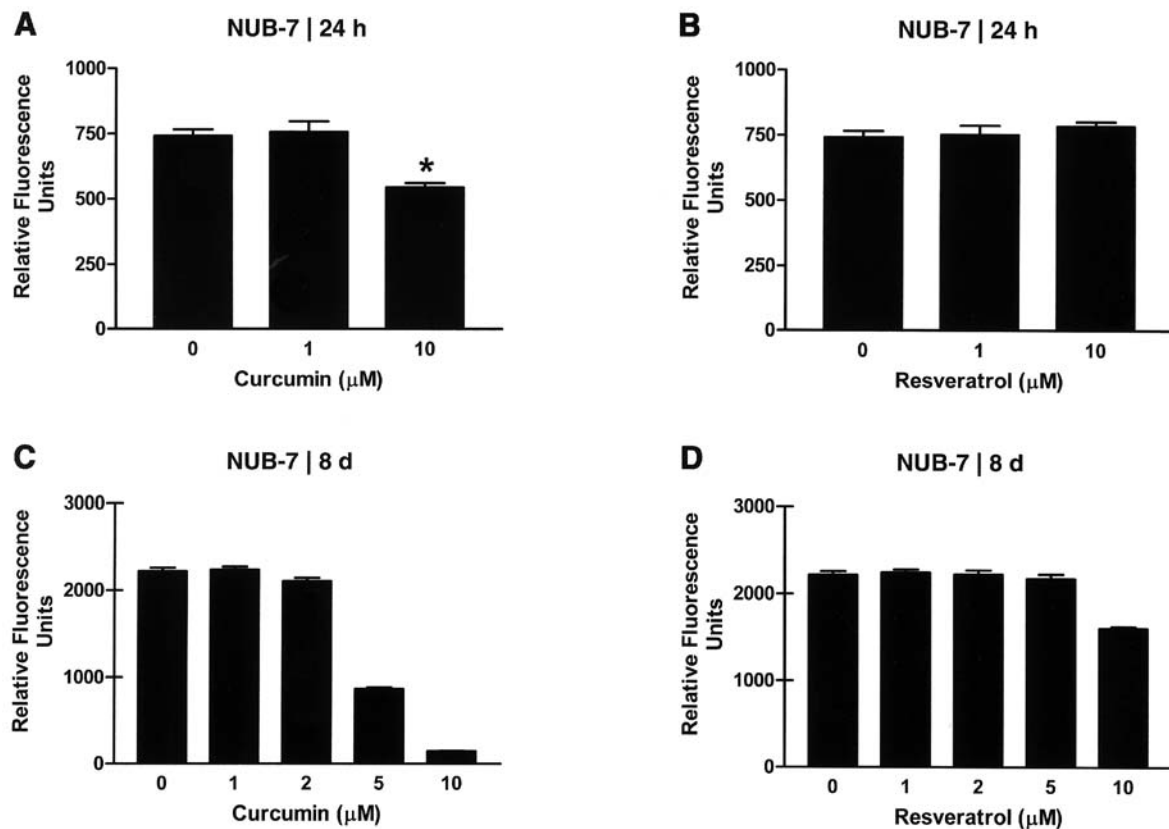 A
NUB-7 | 24 h
Relative Fluorescence
Units
1000
750
500
250
0
*
0 1 10
Curcumin (μM)
B
NUB-7 | 24 h
Relative Fluorescence
Units
1000
750
500
250
0
0 1 10
Resveratrol (μM)
C
NUB-7 | 8 d
Relative Fluorescence
Units
3000
2000
1000
0
0 1 2 5 10
Curcumin (μM)
D
NUB-7 | 8 d
Relative Fluorescence
Units
3000
2000
1000
0
0 1 2 5 10
Resveratrol (μM)